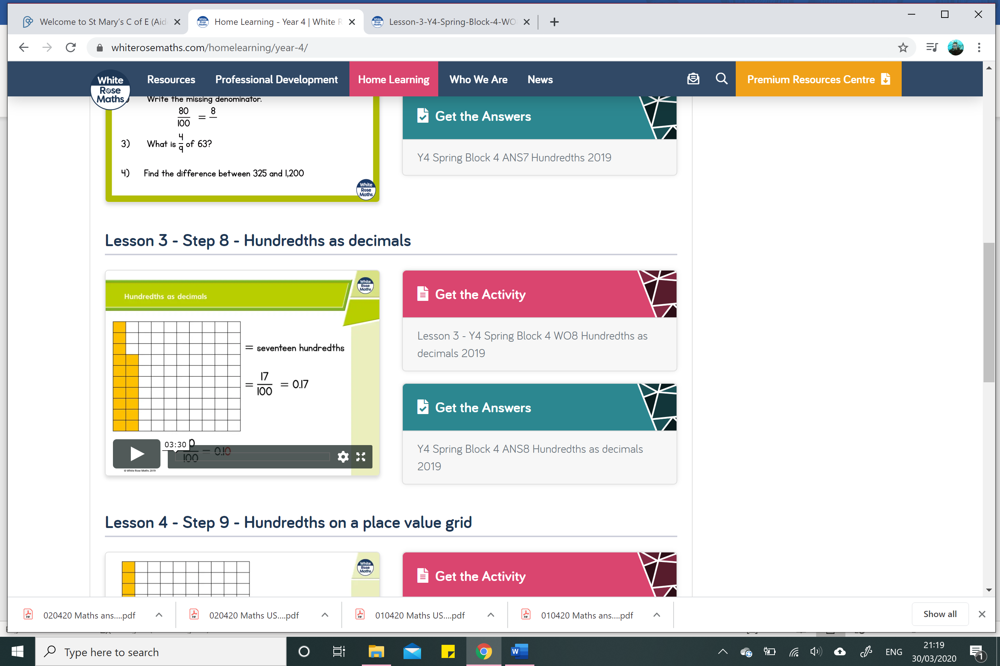 Welcome to St Mary's C of E (Aid
Home Learning - Year 4 | White R
Lesson-3-Y4-Spring-Block-4-WO
whiterosemaths.com/homelearning/year-4/
White
Rose
Maths
Resources
Professional Development
Home Learning
Who We Are
News
Premium Resources Centre
Write the missing denominator.
80
100
= 8
3) What is 4/9 of 63?
4) Find the difference between 325 and 1,200
White
Rose
Maths
Get the Answers
Y4 Spring Block 4 ANS7 Hundredths 2019
Lesson 3 - Step 8 - Hundredths as decimals
White
Rose
Maths
Hundredths as decimals
= seventeen hundredths
= 17/100 = 0.17
03:30
0
100
= 0.10
© White Rose Maths 2019
Get the Activity
Lesson 3 - Y4 Spring Block 4 WO8 Hundredths as
decimals 2019
Get the Answers
Y4 Spring Block 4 ANS8 Hundredths as decimals
2019
Lesson 4 - Step 9 - Hundredths on a place value grid
White
Rose
Maths
Get the Activity
020420 Maths ans....pdf
020420 Maths US....pdf
010420 Maths US....pdf
010420 Maths ans....pdf
Show all
Type here to search
ENG
21:19
30/03/2020
1